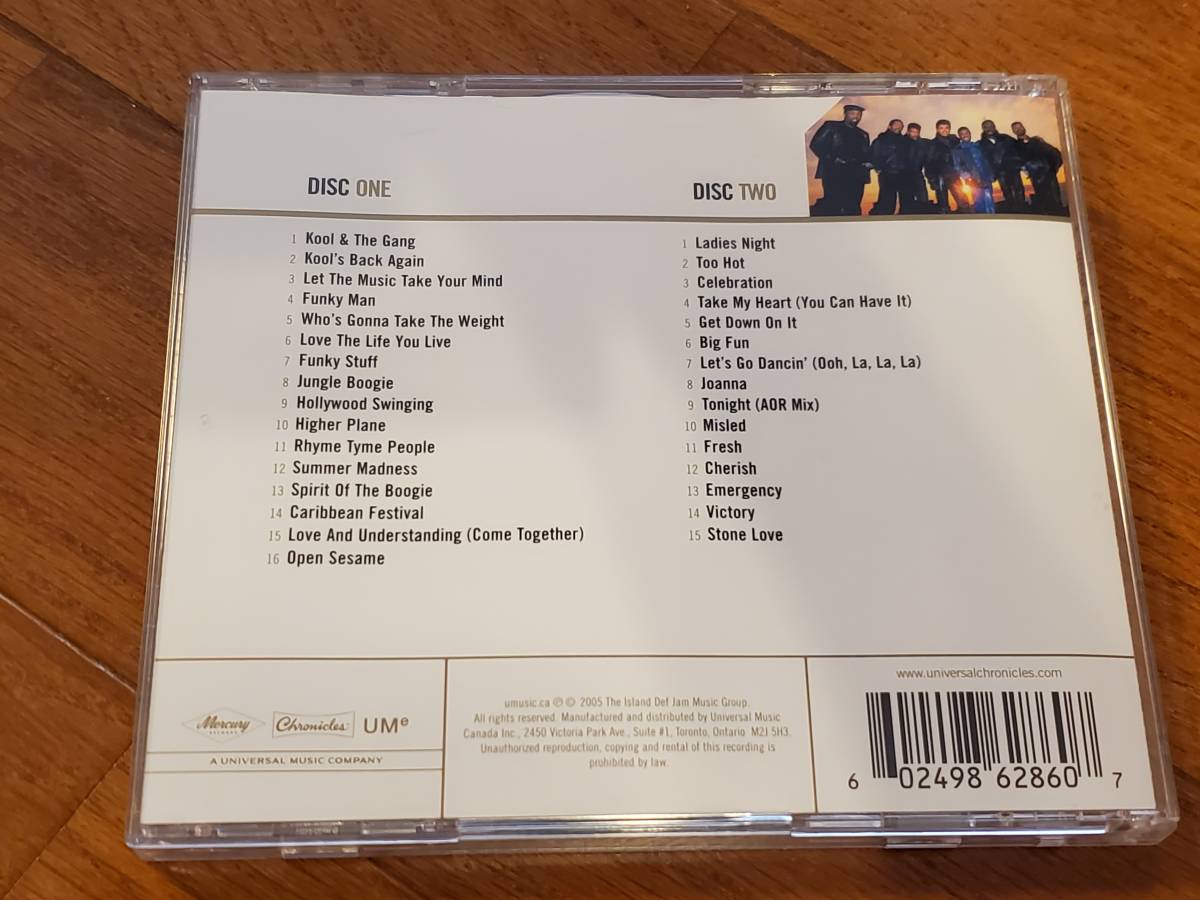 DISC ONE
1 Kool & The Gang
2 Kool's Back Again
3 Let The Music Take Your Mind
4 Funky Man
5 Who's Gonna Take The Weight
6 Love The Life You Live
7 Funky Stuff
8 Jungle Boogie
9 Hollywood Swinging
10 Higher Plane
11 Rhyme Tyme People
12 Summer Madness
13 Spirit Of The Boogie
14 Caribbean Festival
15 Love And Understanding (Come Together)
16 Open Sesame
DISC TWO
1 Ladies Night
2 Too Hot
3 Celebration
4 Take My Heart (You Can Have It)
5 Get Down On It
6 Big Fun
7 Let's Go Dancin' (Ooh, La, La, La)
8 Joanna
9 Tonight (AOR Mix)
10 Misled
11 Fresh
12 Cherish
13 Emergency
14 Victory
15 Stone Love
Mercury
RECORDS
Chronicles
UMe
A UNIVERSAL MUSIC COMPANY
umusic.ca ℗ © 2005 The Island Def Jam Music Group.
All rights reserved. Manufactured and distributed by Universal Music
Canada Inc., 2450 Victoria Park Ave., Suite #1, Toronto, Ontario M2J 5H3.
Unauthorized reproduction, copying and rental of this recording is
prohibited by law.
www.universalchronicles.com
6 02498 62860 7